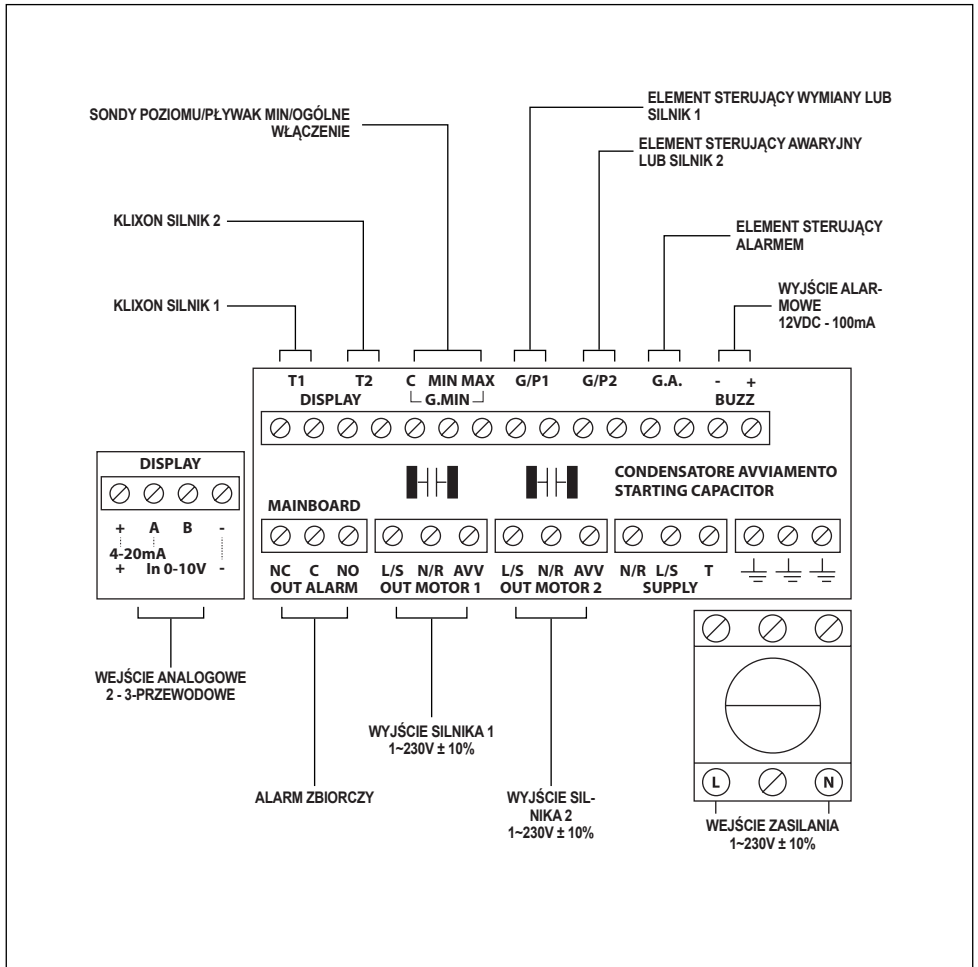 SONDY POZIOMU/PŁYWAK MIN/OGÓLNE
WŁĄCZENIE
KLIXON SILNIK 2
KLIXON SILNIK 1
ELEMENT STERUJĄCY WYMIANY LUB
SILNIK 1
ELEMENT STERUJĄCY AWARYJNY
LUB SILNIK 2
ELEMENT STERUJĄCY
ALARMEM
WYJŚCIE ALAR-
MOWE
12VDC - 100mA
T1 T2 C MIN MAX G/P1 G/P2 G.A. - +
DISPLAY G.MIN BUZZ
DISPLAY
+ A B -
4-20mA
+ In 0-10V -
CONDENSATORE AVVIAMENTO
STARTING CAPACITOR
MAINBOARD
NC C NO L/S N/R AVV L/S N/R AVV N/R L/S T
OUT ALARM OUT MOTOR 1 OUT MOTOR 2 SUPPLY
WEJŚCIE ANALOGOWE
2 - 3-PRZEWODOWE
WYJŚCIE SILNIKA 1
1~230V ± 10%
ALARM ZBIORCZY
WYJŚCIE SIL-
NIKA 2
1~230V ± 10%
L N
WEJŚCIE ZASILANIA
1~230V ± 10%